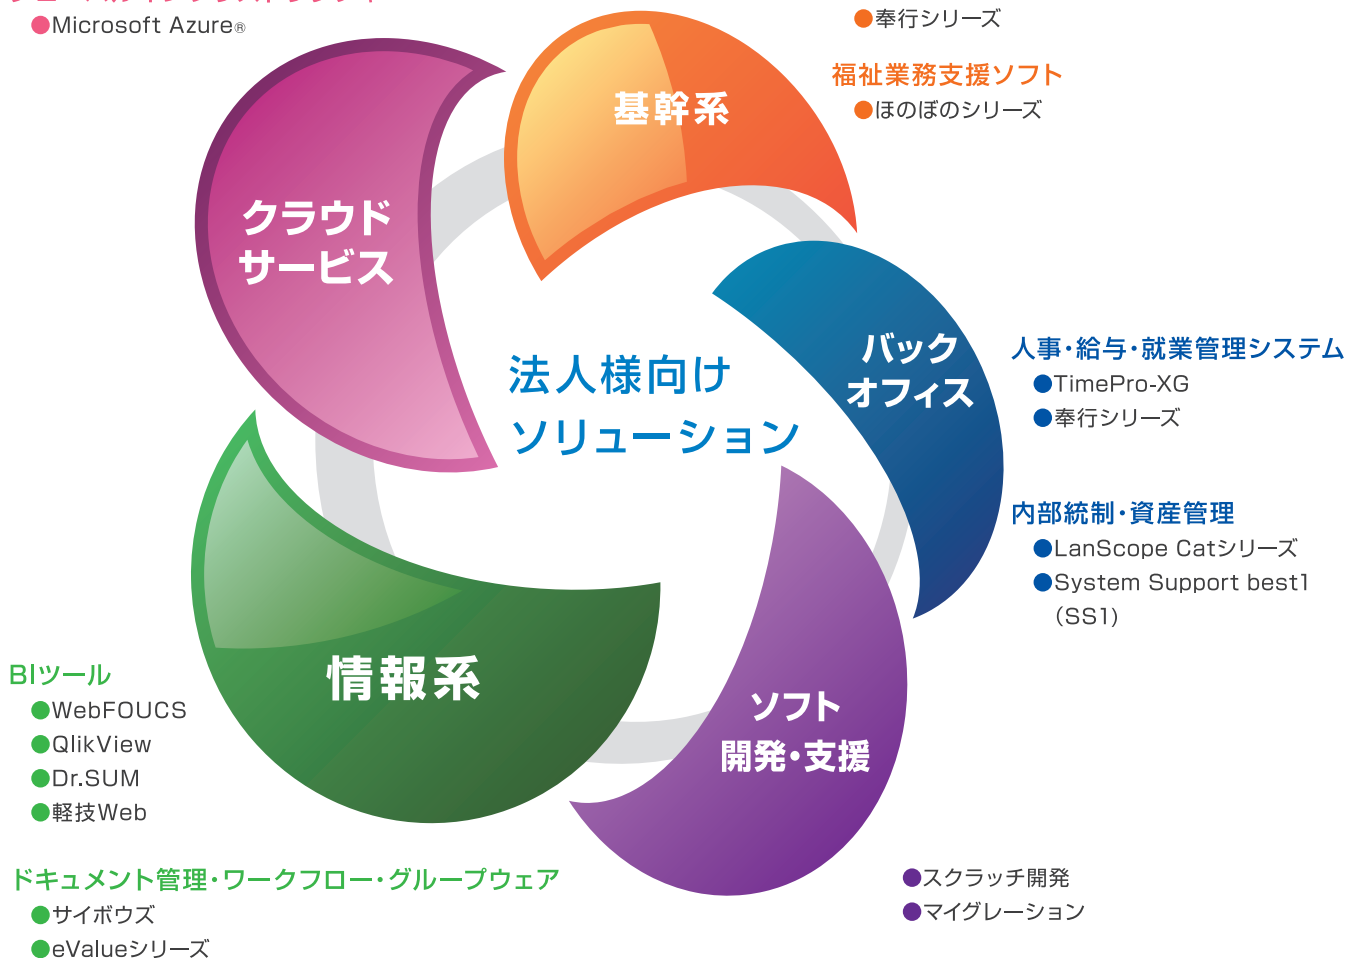 ●Microsoft Azure®
●奉行シリーズ
福祉業務支援ソフト
●ほのぼのシリーズ
基幹系
クラウド
サービス
バック
オフィス
法人様向け
ソリューション
人事・給与・就業管理システム
●TimePro-XG
●奉行シリーズ
内部統制・資産管理
●LanScope Catシリーズ
●System Support best1
（SS1）
情報系
ソフト
開発・支援
BIツール
●WebFOUCS
●QlikView
●Dr.SUM
●軽技Web
ドキュメント管理・ワークフロー・グループウェア
●サイボウズ
●eValueシリーズ
●スクラッチ開発
●マイグレーション